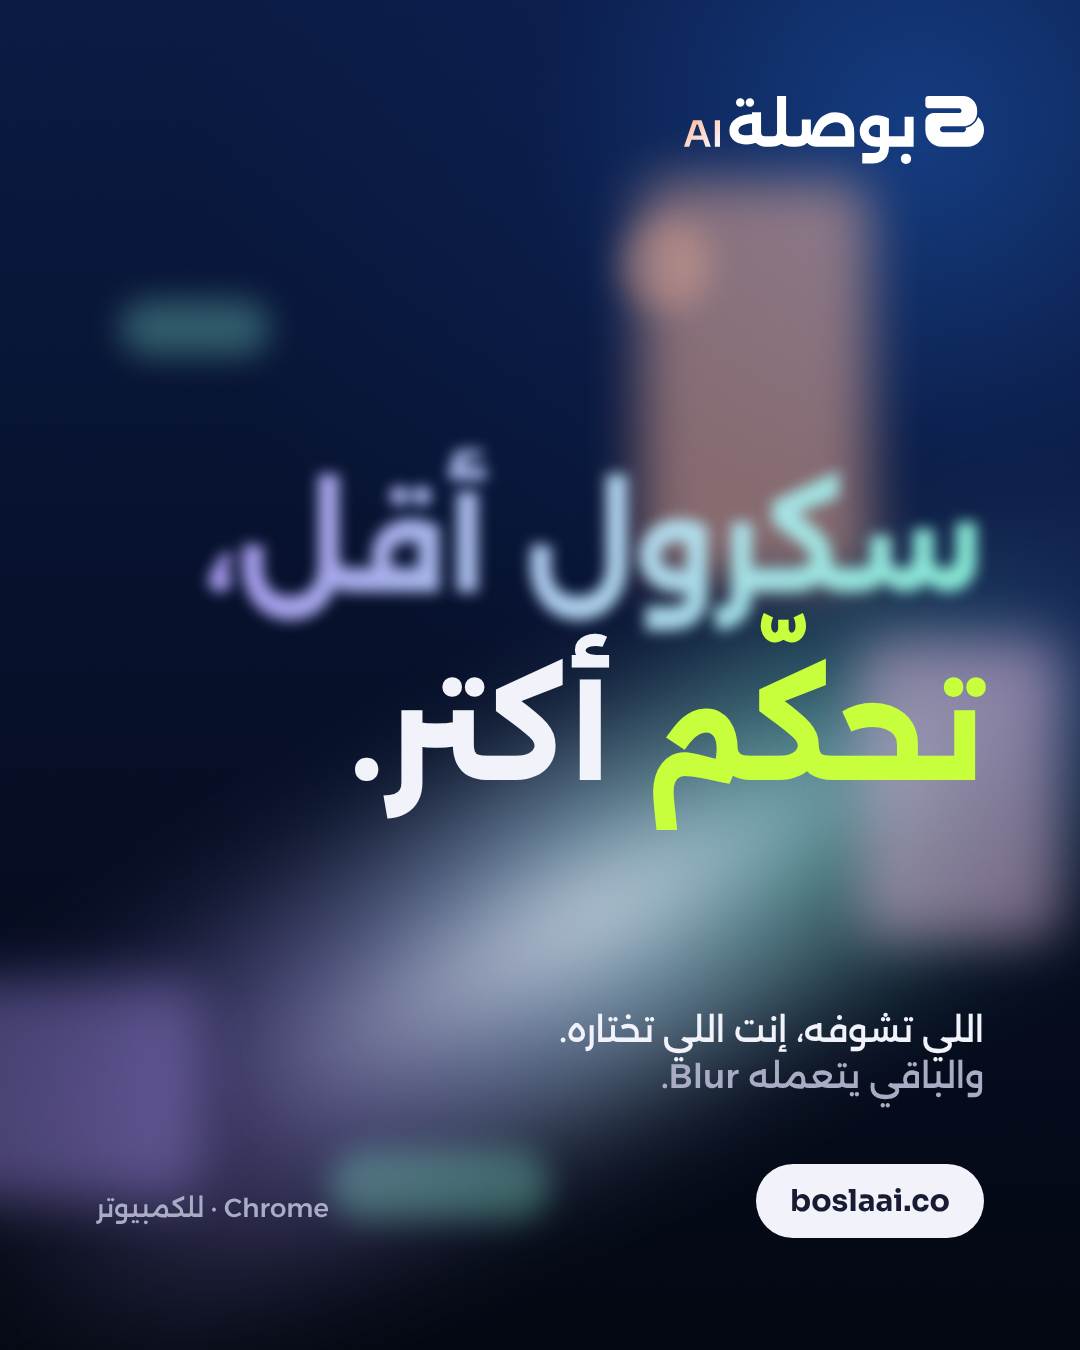 بوصلة AI
سكرول أقل،
تحكّم أكتر.
اللي تشوفه، إنت اللي تختاره.
والباقي يتعمله Blur.
boslaai.co
للكمبيوتر · Chrome